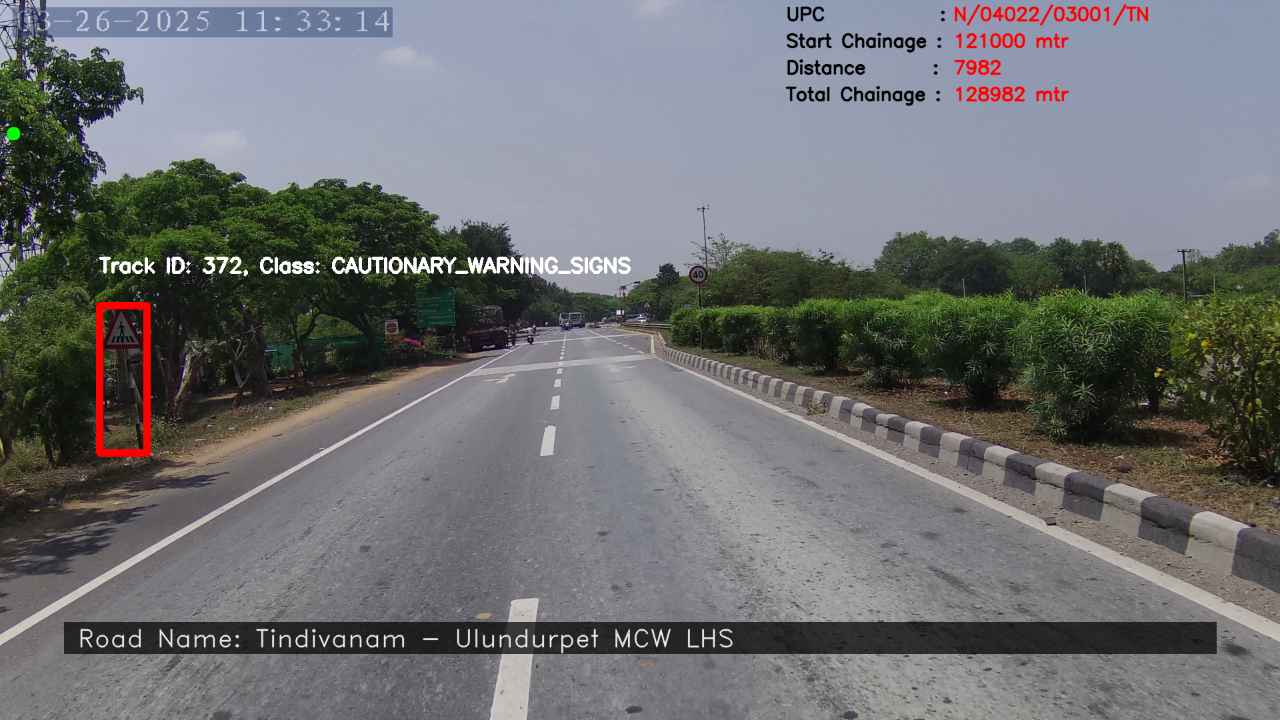 03-26-2025 11:33:14
UPC : N/04022/03001/TN
Start Chainage : 121000 mtr
Distance : 7982
Total Chainage : 128982 mtr
Track ID: 372, Class: CAUTIONARY_WARNING_SIGNS
40
Road Name: Tindivanam - Ulundurpet MCW LHS